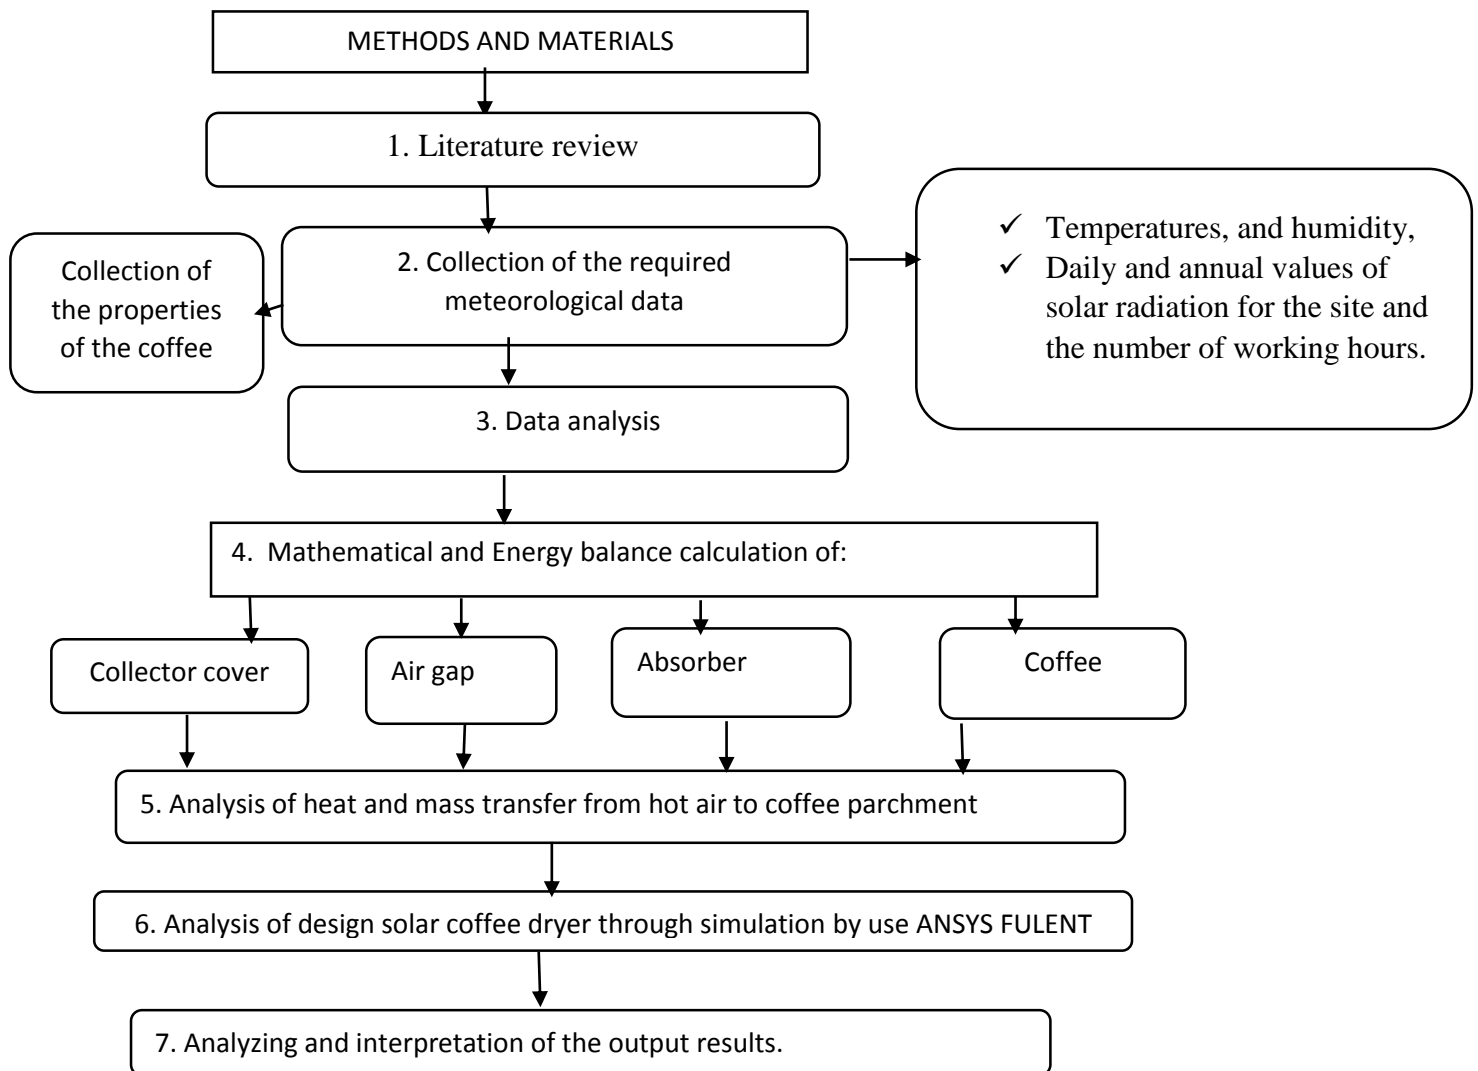 METHODS AND MATERIALS
1. Literature review
2. Collection of the required
meteorological data
Collection of
the properties
of the coffee
✓ Temperatures, and humidity,
✓ Daily and annual values of
solar radiation for the site and
the number of working hours.
3. Data analysis
4. Mathematical and Energy balance calculation of:
Collector cover
Air gap
Absorber
Coffee
5. Analysis of heat and mass transfer from hot air to coffee parchment
6. Analysis of design solar coffee dryer through simulation by use ANSYS FULENT
7. Analyzing and interpretation of the output results.